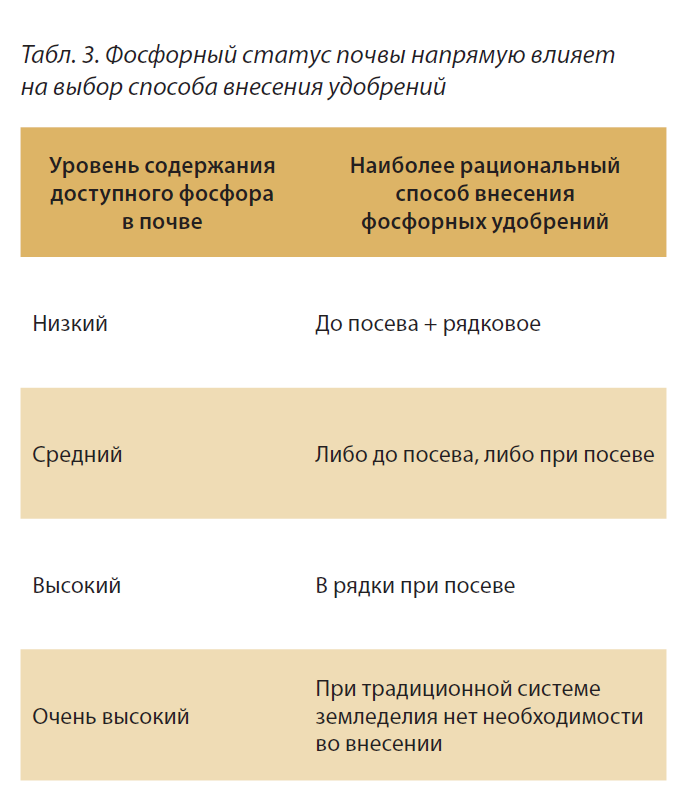 Табл. 3. Фосфорный статус почвы напрямую влияет
на выбор способа внесения удобрений
Уровень содержания
доступного фосфора
в почве
Наиболее рациональный
способ внесения
фосфорных удобрений
Низкий
До посева + рядковое
Средний
Либо до посева, либо при посеве
Высокий
В рядки при посеве
Очень высокий
При традиционной системе
земледелия нет необходимости
во внесении